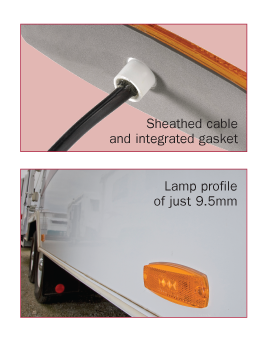 Sheathed cable
and integrated gasket
Lamp profile
of just 9.5mm